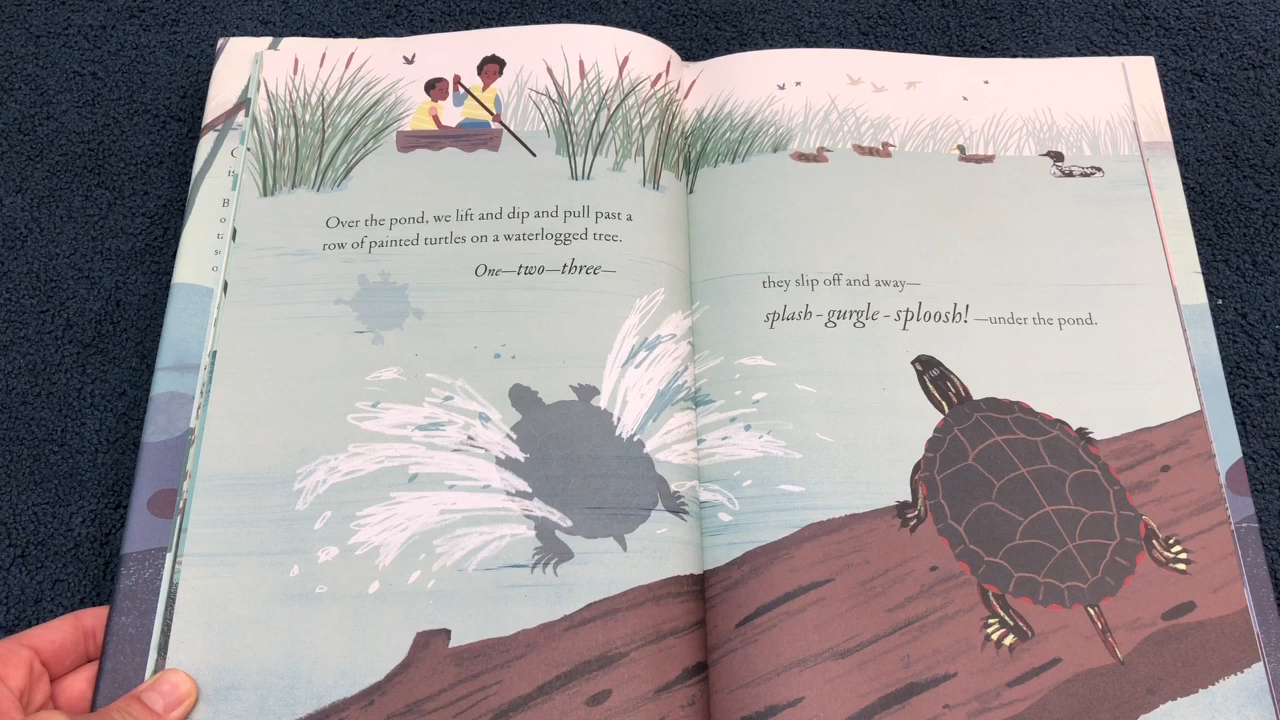 Over the pond, we lift and dip and pull past a
row of painted turtles on a waterlogged tree.
One—two—three—
they slip off and away—
splash - gurgle - sploosh! —under the pond.